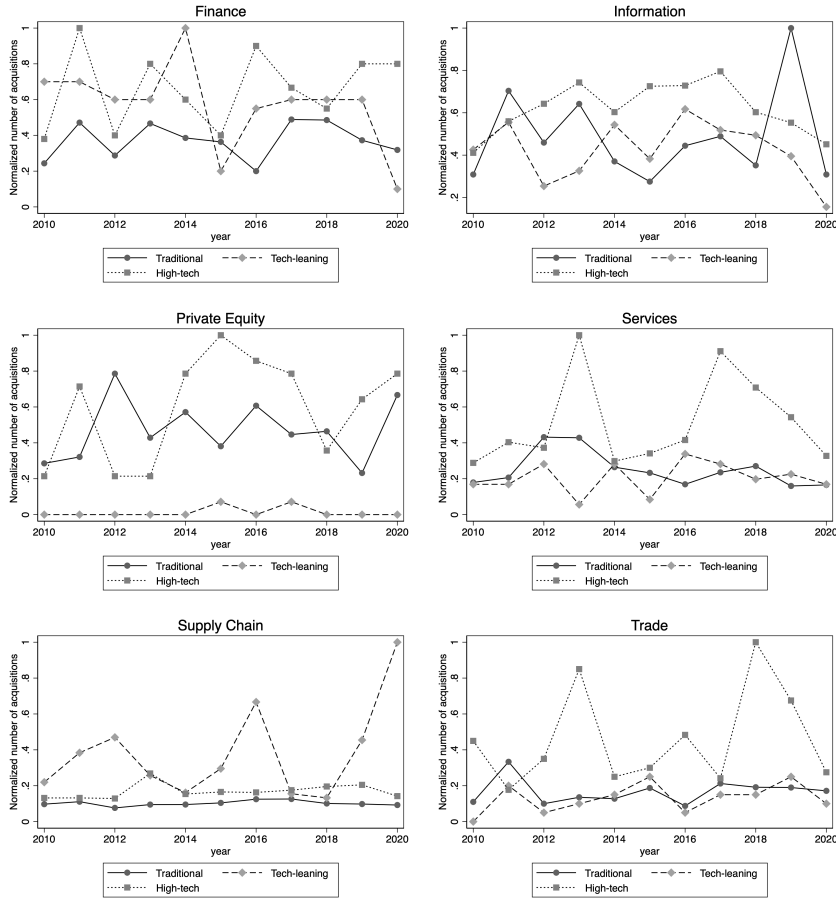 Finance
Normalized number of acquisitions
1
.8
.6
.4
.2
0
2010 2012 2014 2016 2018 2020
year
Traditional Tech-leaning
High-tech
Information
Normalized number of acquisitions
1
.8
.6
.4
.2
2010 2012 2014 2016 2018 2020
year
Traditional Tech-leaning
High-tech
Private Equity
Normalized number of acquisitions
1
.8
.6
.4
.2
0
2010 2012 2014 2016 2018 2020
year
Traditional Tech-leaning
High-tech
Services
Normalized number of acquisitions
1
.8
.6
.4
.2
0
2010 2012 2014 2016 2018 2020
year
Traditional Tech-leaning
High-tech
Supply Chain
Normalized number of acquisitions
1
.8
.6
.4
.2
0
2010 2012 2014 2016 2018 2020
year
Traditional Tech-leaning
High-tech
Trade
Normalized number of acquisitions
1
.8
.6
.4
.2
0
2010 2012 2014 2016 2018 2020
year
Traditional Tech-leaning
High-tech